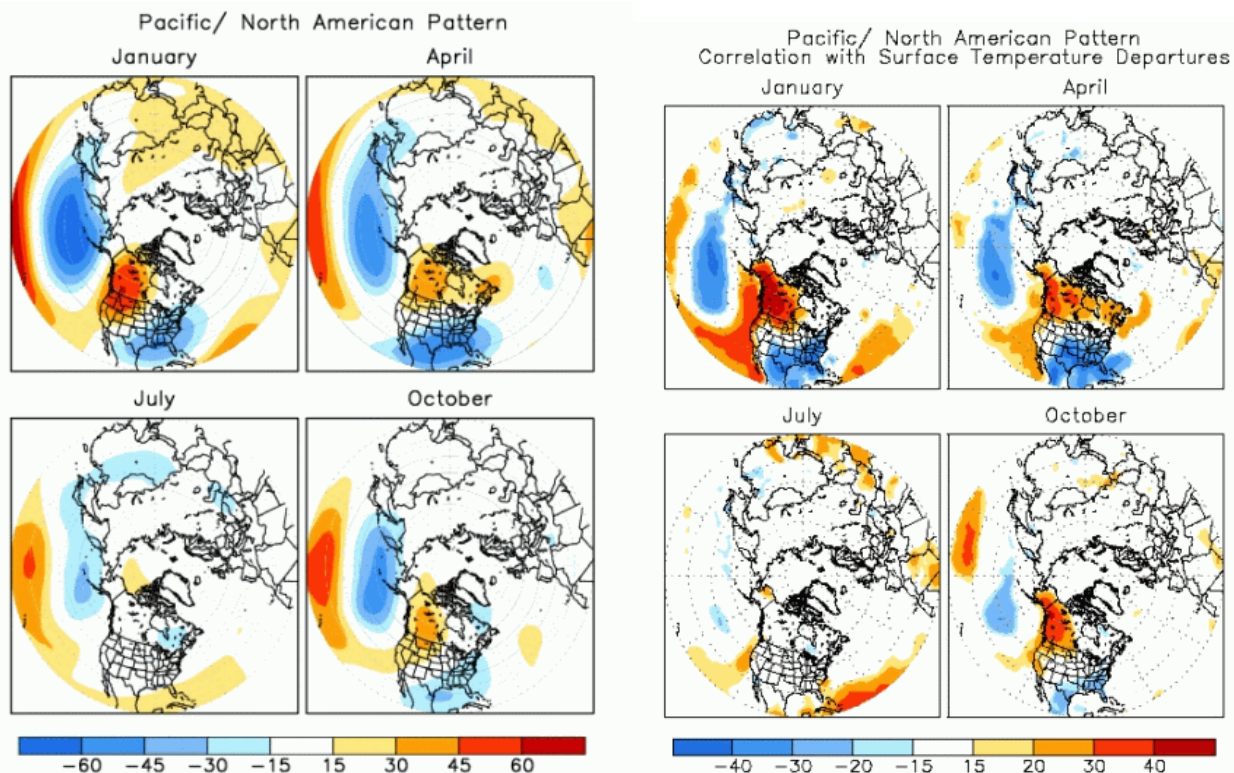 Pacific/ North American Pattern
January
April
July
October
-60 -45 -30 -15 15 30 45 60
Pacific/ North American Pattern
Correlation with Surface Temperature Departures
January
April
July
October
-40 -30 -20 -15 15 20 30 40